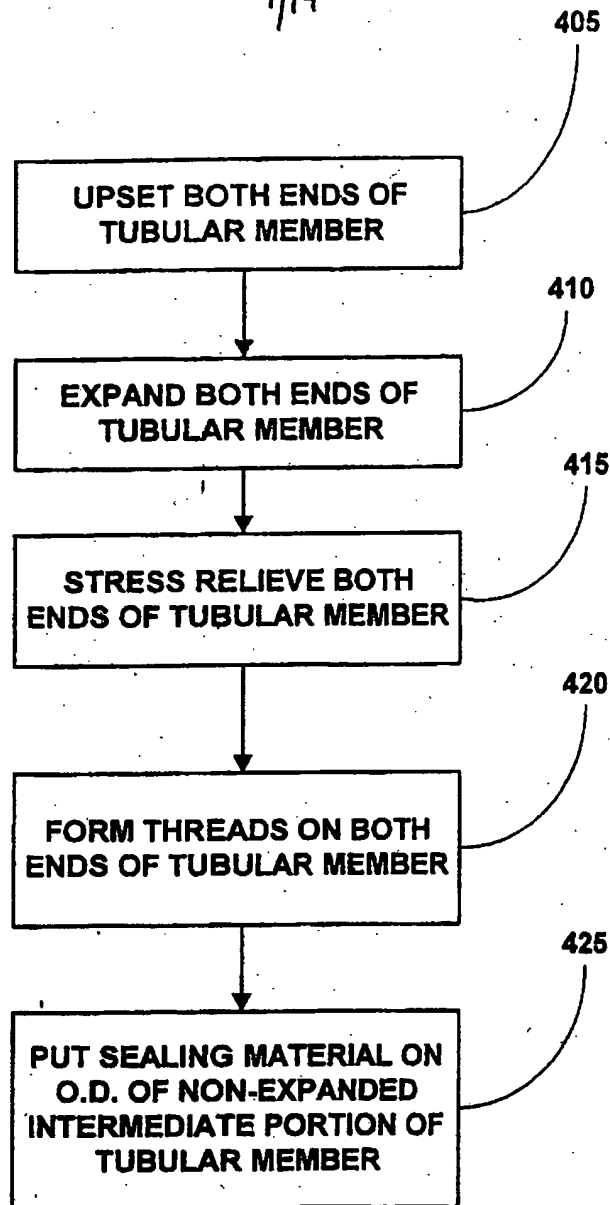 405
UPSET BOTH ENDS OF
TUBULAR MEMBER
410
EXPAND BOTH ENDS OF
TUBULAR MEMBER
415
STRESS RELIEVE BOTH
ENDS OF TUBULAR MEMBER
420
FORM THREADS ON BOTH
ENDS OF TUBULAR MEMBER
425
PUT SEALING MATERIAL ON
O.D. OF NON-EXPANDED
INTERMEDIATE PORTION OF
TUBULAR MEMBER